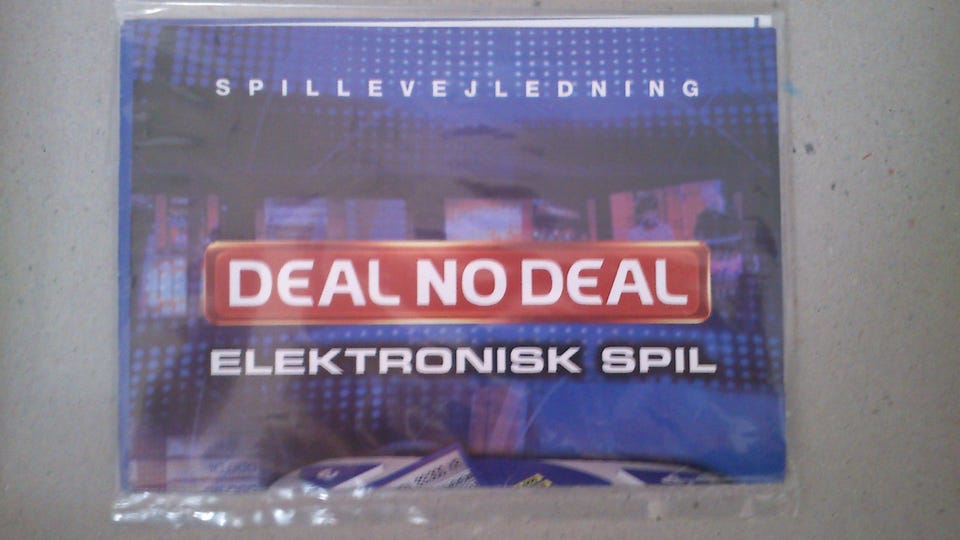 SPILLEVEJLEDNING
DEAL NO DEAL
ELEKTRONISK SPIL